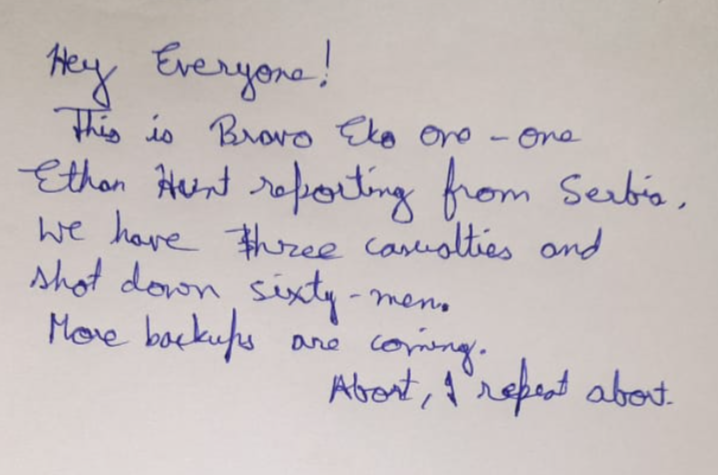 Hey Everyone!
This is Bravo Eko one - one
Ethan Hunt reporting from Serbia.
We have three casualties and
shot down sixty-men.
More backups are coming.
Abort, I repeat abort.